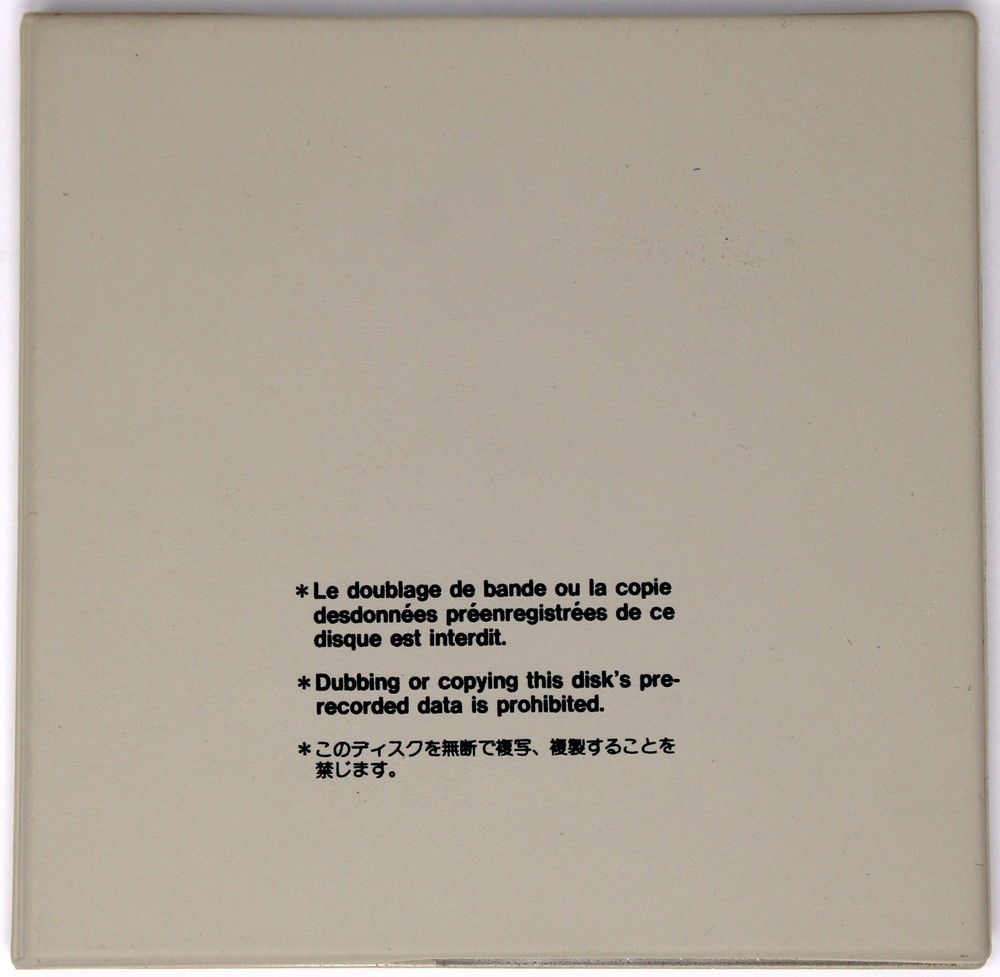 *Le doublage de bande ou la copie
desdonnées préenregistrées de ce
disque est interdit.
*Dubbing or copying this disk's pre-
recorded data is prohibited.
*このディスクを無断で複写、複製することを
禁じます。